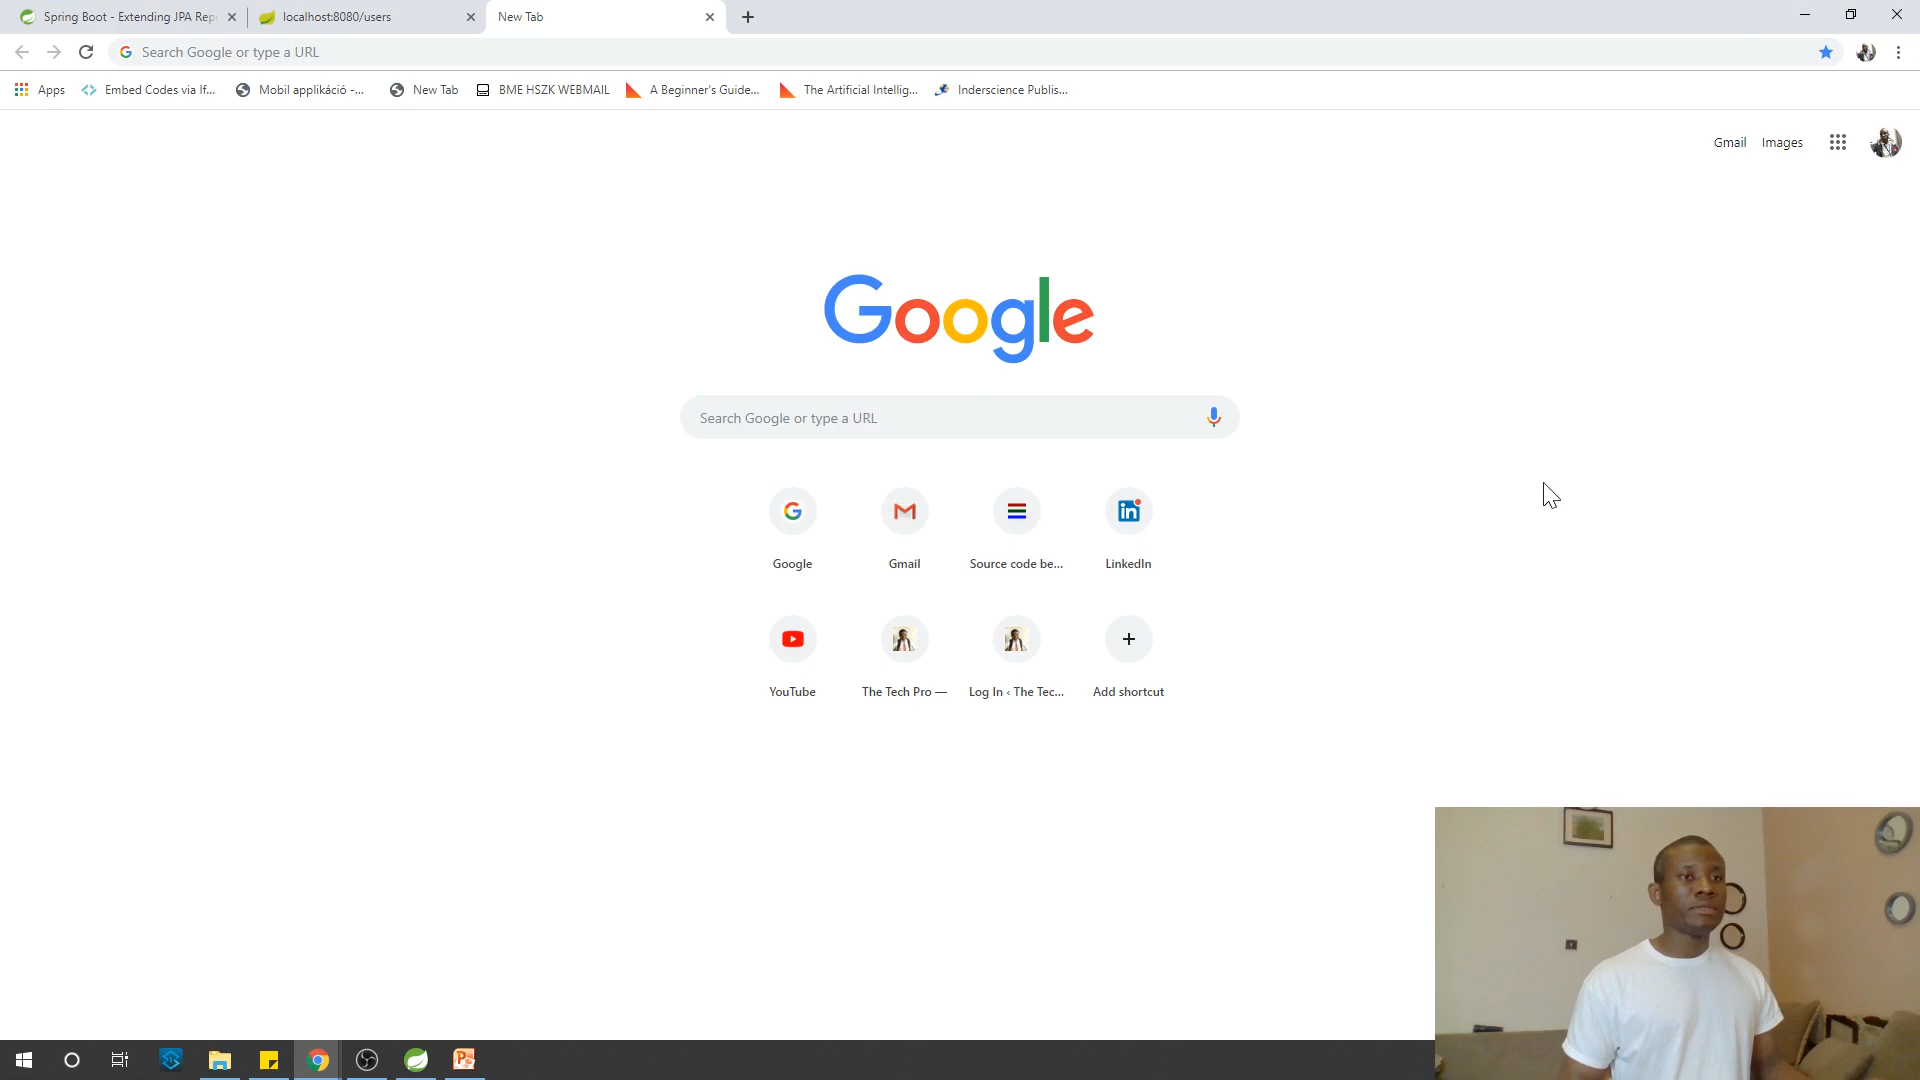 Spring Boot - Extending JPA Rep
localhost:8080/users
New Tab
Search Google or type a URL
Apps
Embed Codes via If...
Mobil applikáció -...
New Tab
BME HSZK WEBMAIL
A Beginner's Guide...
The Artificial Intellig...
Inderscience Publis...
Gmail
Images
Google
Search Google or type a URL
Google
Gmail
Source code be...
LinkedIn
YouTube
The Tech Pro —
Log In ‹ The Tec...
Add shortcut